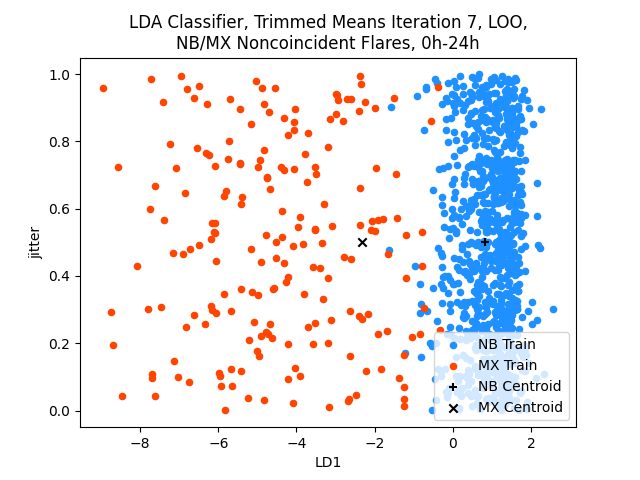 LDA Classifier, Trimmed Means Iteration 7, LOO,
NB/MX Noncoincident Flares, 0h-24h
1.0
0.8
0.6
0.4
0.2
0.0
jitter
−8
−6
−4
−2
0
2
LD1
NB Train
MX Train
NB Centroid
MX Centroid